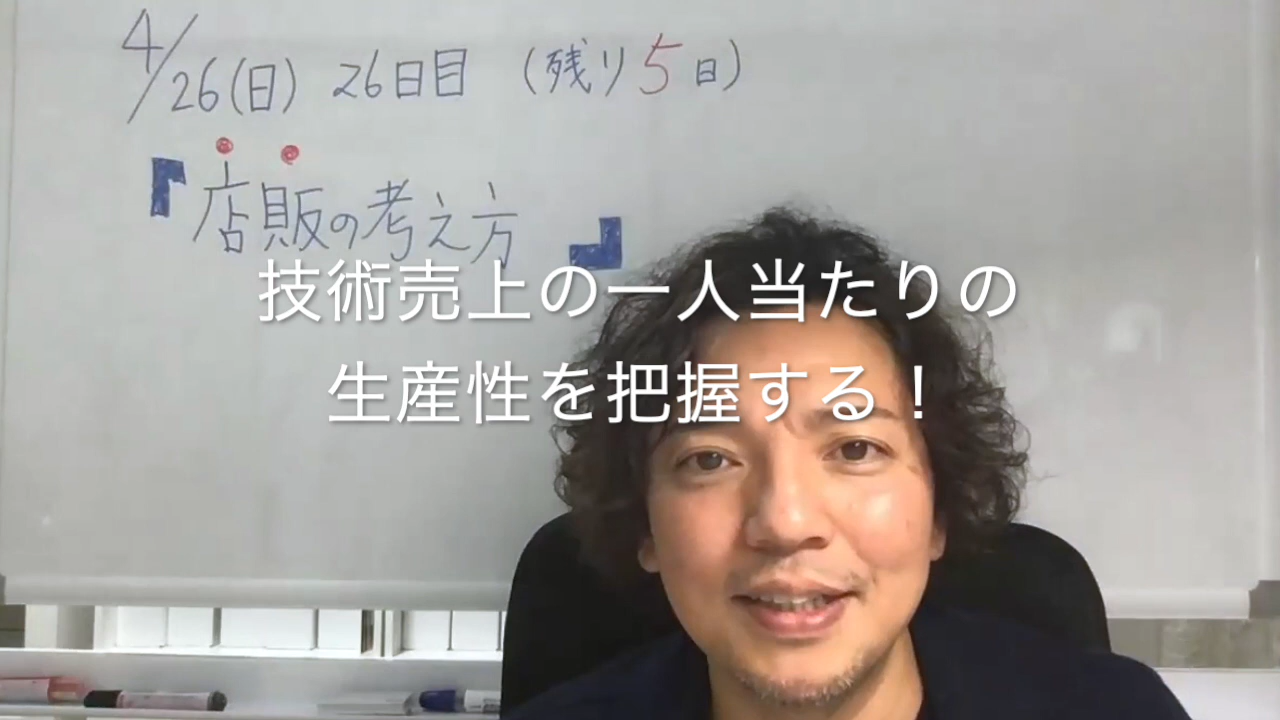 4/26(日) 26日目 (残り5日)
『店販の考え方』
技術売上の一人当たりの
生産性を把握する！